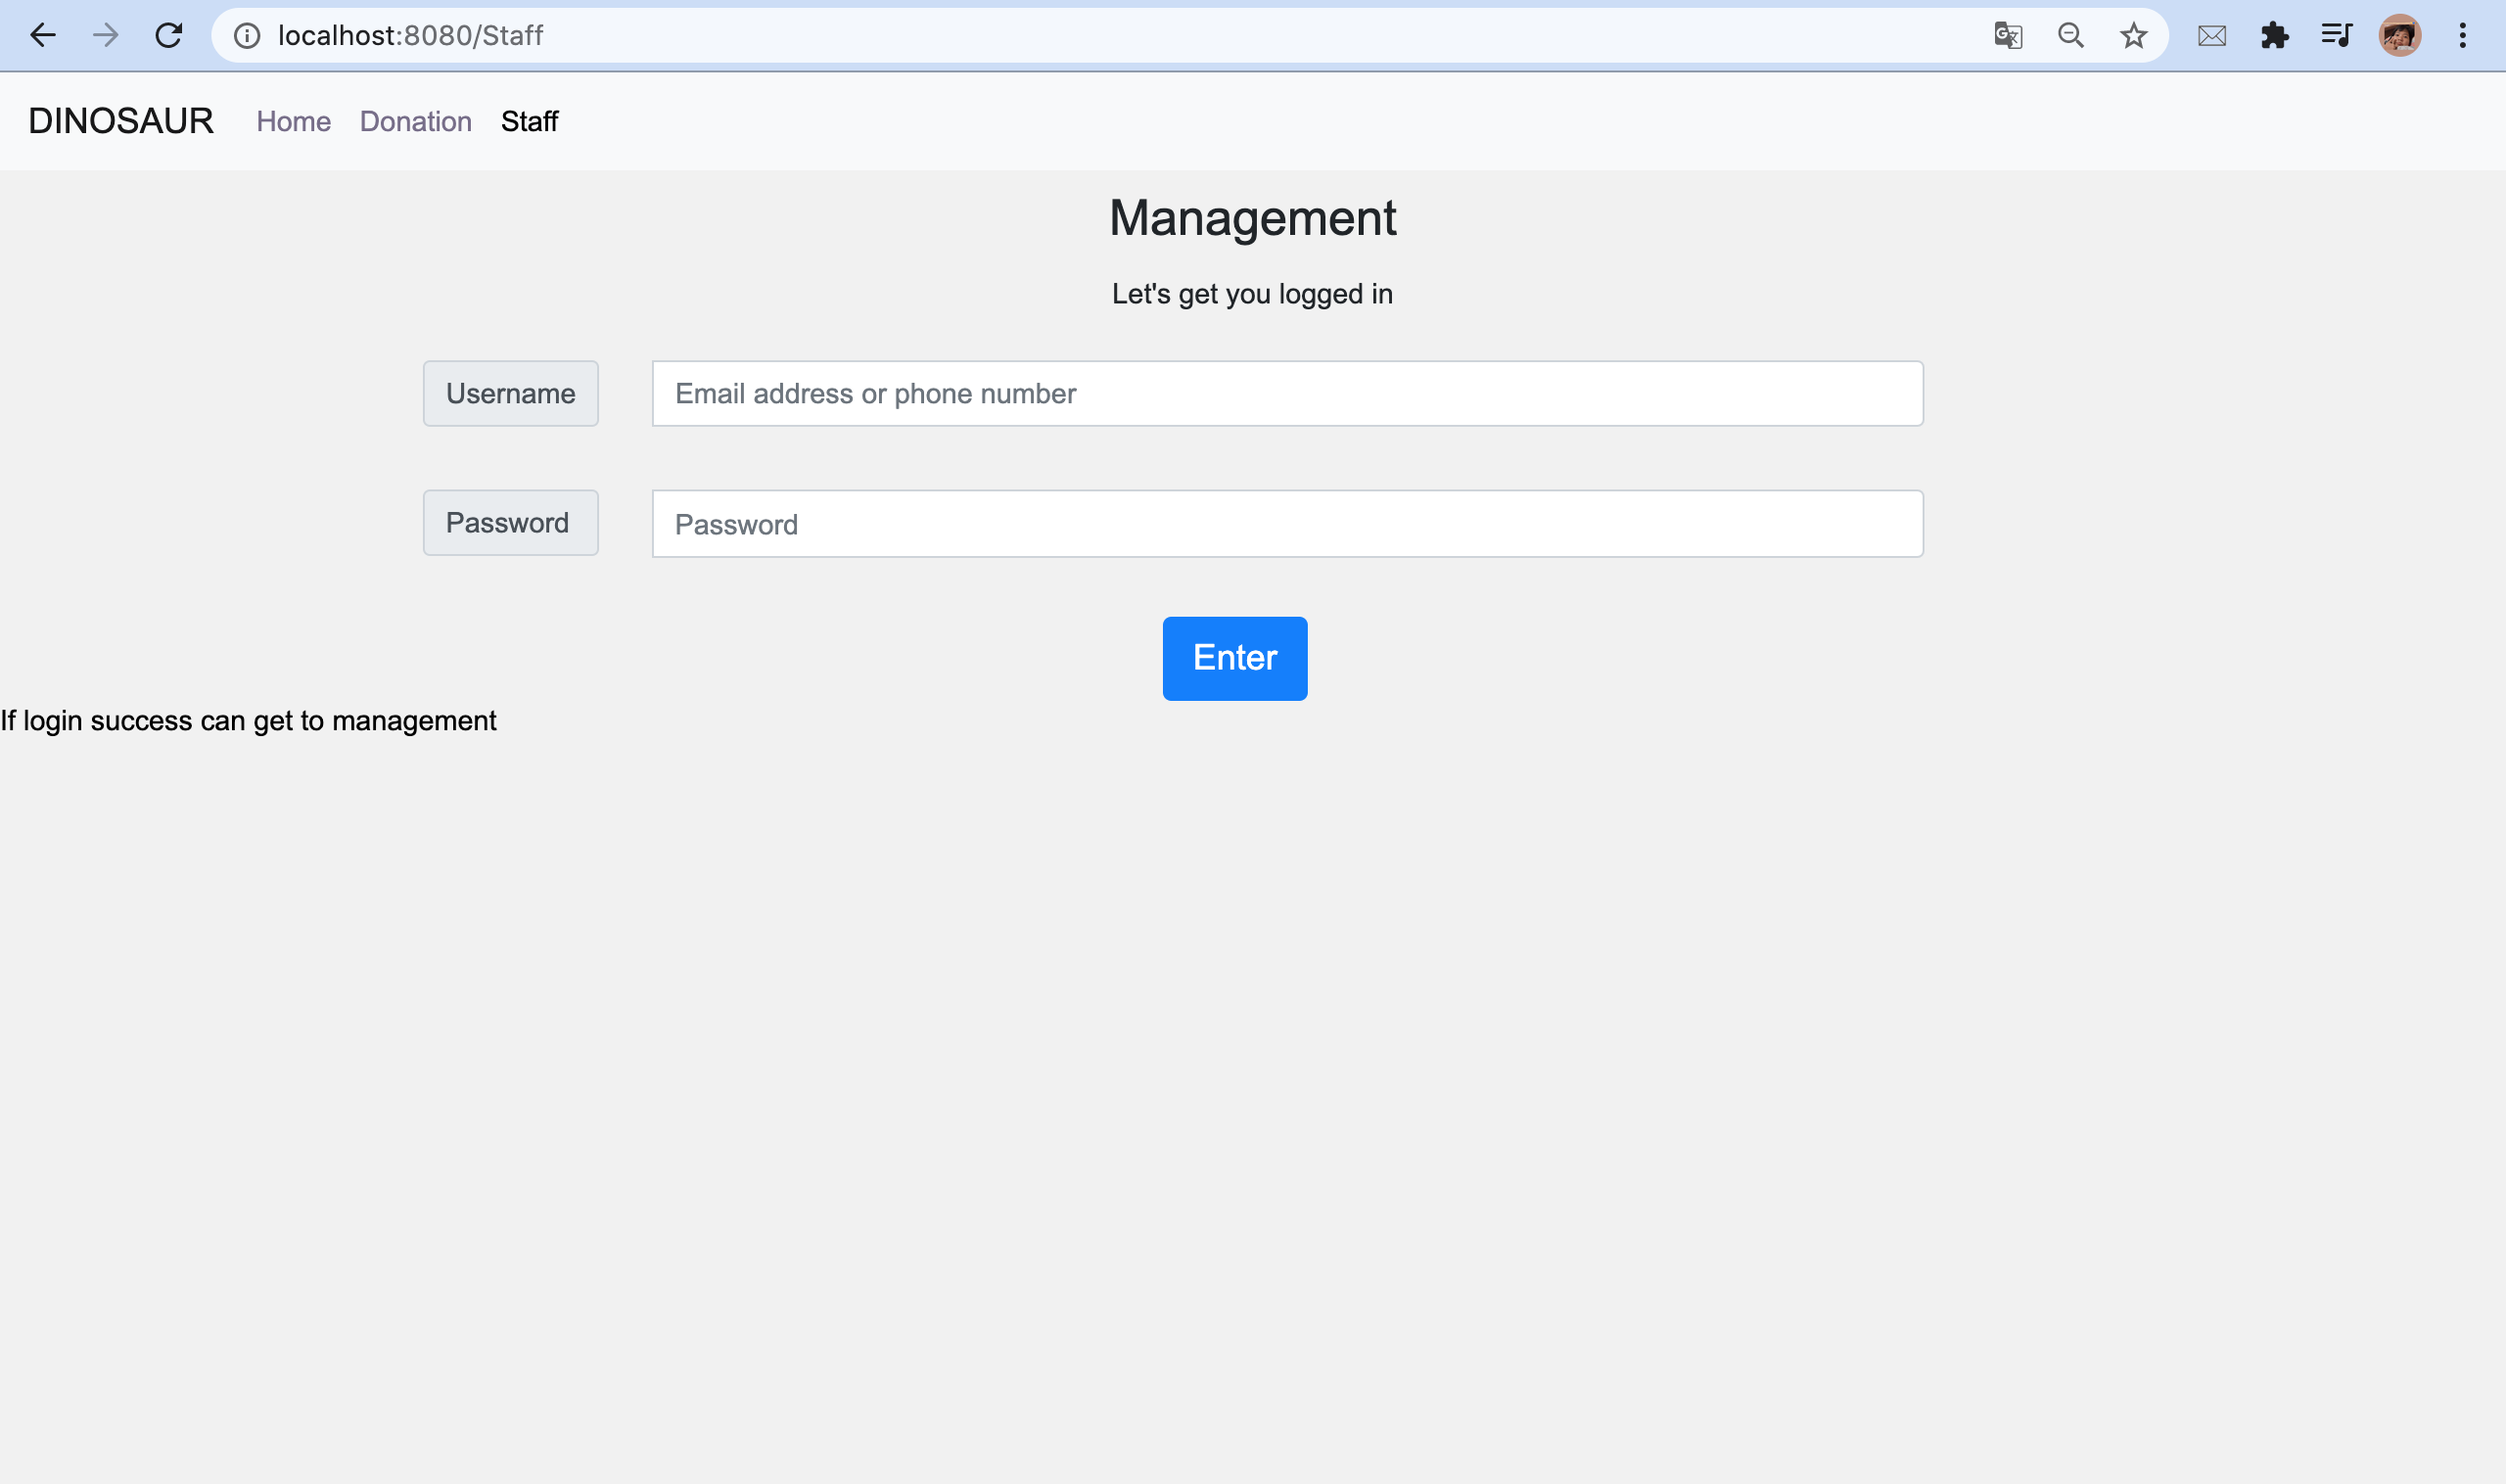 localhost:8080/Staff
DINOSAUR Home Donation Staff
Management
Let's get you logged in
Username Email address or phone number
Password Password
Enter
If login success can get to management